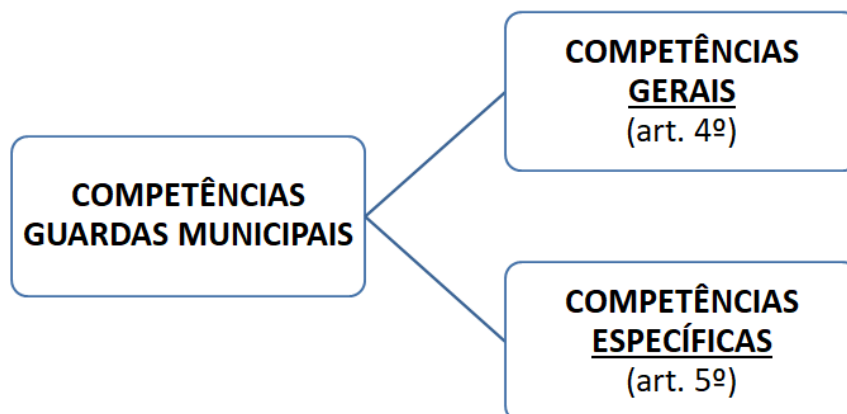 COMPETÊNCIAS
GUARDAS MUNICIPAIS
COMPETÊNCIAS
GERAIS
(art. 4º)
COMPETÊNCIAS
ESPECÍFICAS
(art. 5º)